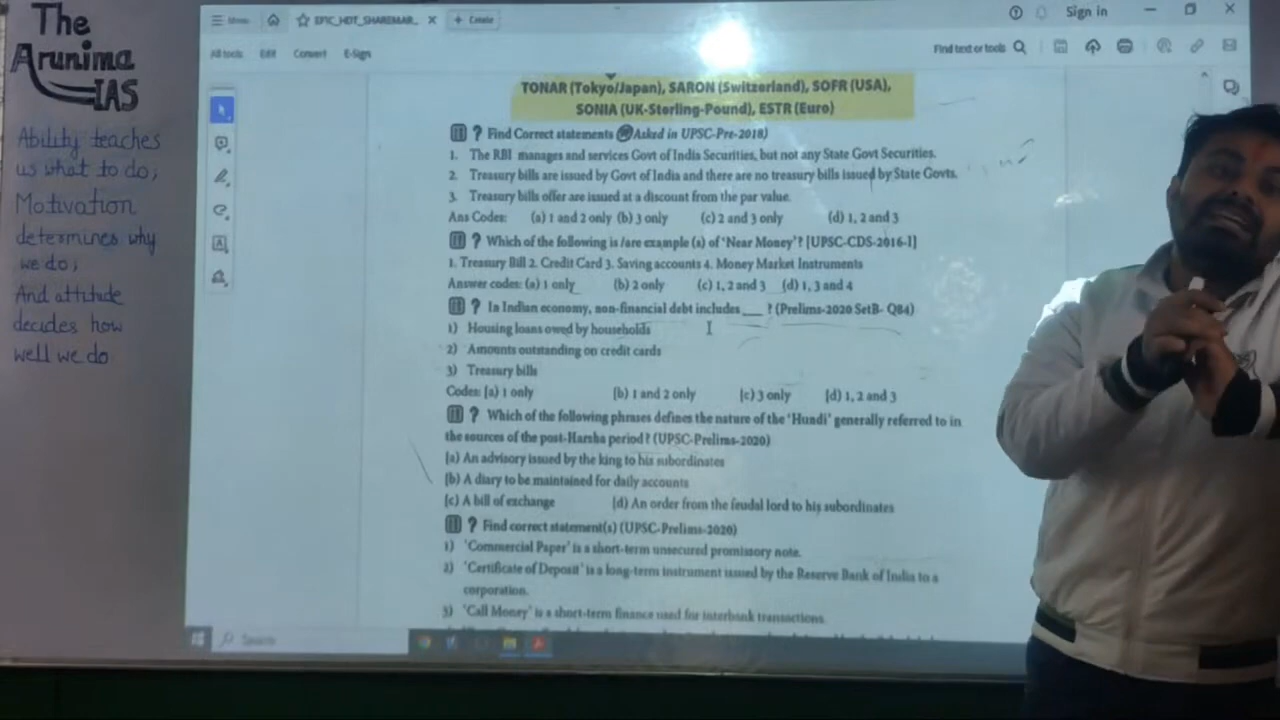 The
Arunima
IAS
Ability teaches
us what to do;
Motivation
determines why
we do;
And attitude
decides how
well we do
Menu
EFIC_HDT_SHAREMAR...
+ Create
Sign in
All tools Edit Convert E-Sign
Find text or tools
TONAR (Tokyo/Japan), SARON (Switzerland), SOFR (USA),
SONIA (UK-Sterling-Pound), ESTR (Euro)
? Find Correct statements (Asked in UPSC-Pre-2018)
1. The RBI manages and services Govt of India Securities, but not any State Govt Securities.
2. Treasury bills are issued by Govt of India and there are no treasury bills issued by State Govts.
3. Treasury bills offer are issued at a discount from the par value.
Ans Codes: (a) 1 and 2 only (b) 3 only (c) 2 and 3 only (d) 1, 2 and 3
? Which of the following is /are example (s) of 'Near Money'? [UPSC-CDS-2016-I]
1. Treasury Bill 2. Credit Card 3. Saving accounts 4. Money Market Instruments
Answer codes: (a) 1 only (b) 2 only (c) 1, 2 and 3 (d) 1, 3 and 4
? In Indian economy, non-financial debt includes ___ ? (Prelims-2020 SetB- Q84)
1) Housing loans owed by households
2) Amounts outstanding on credit cards
3) Treasury bills
Codes: (a) 1 only (b) 1 and 2 only (c) 3 only (d) 1, 2 and 3
? Which of the following phrases defines the nature of the 'Hundi' generally referred to in
the sources of the post-Harsha period? (UPSC-Prelims-2020)
(a) An advisory issued by the king to his subordinates
(b) A diary to be maintained for daily accounts
(c) A bill of exchange (d) An order from the feudal lord to his subordinates
? Find correct statement(s) (UPSC-Prelims-2020)
1) 'Commercial Paper' is a short-term unsecured promissory note.
2) 'Certificate of Deposit' is a long-term instrument issued by the Reserve Bank of India to a
corporation.
3) 'Call Money' is a short-term finance used for interbank transactions.
Search